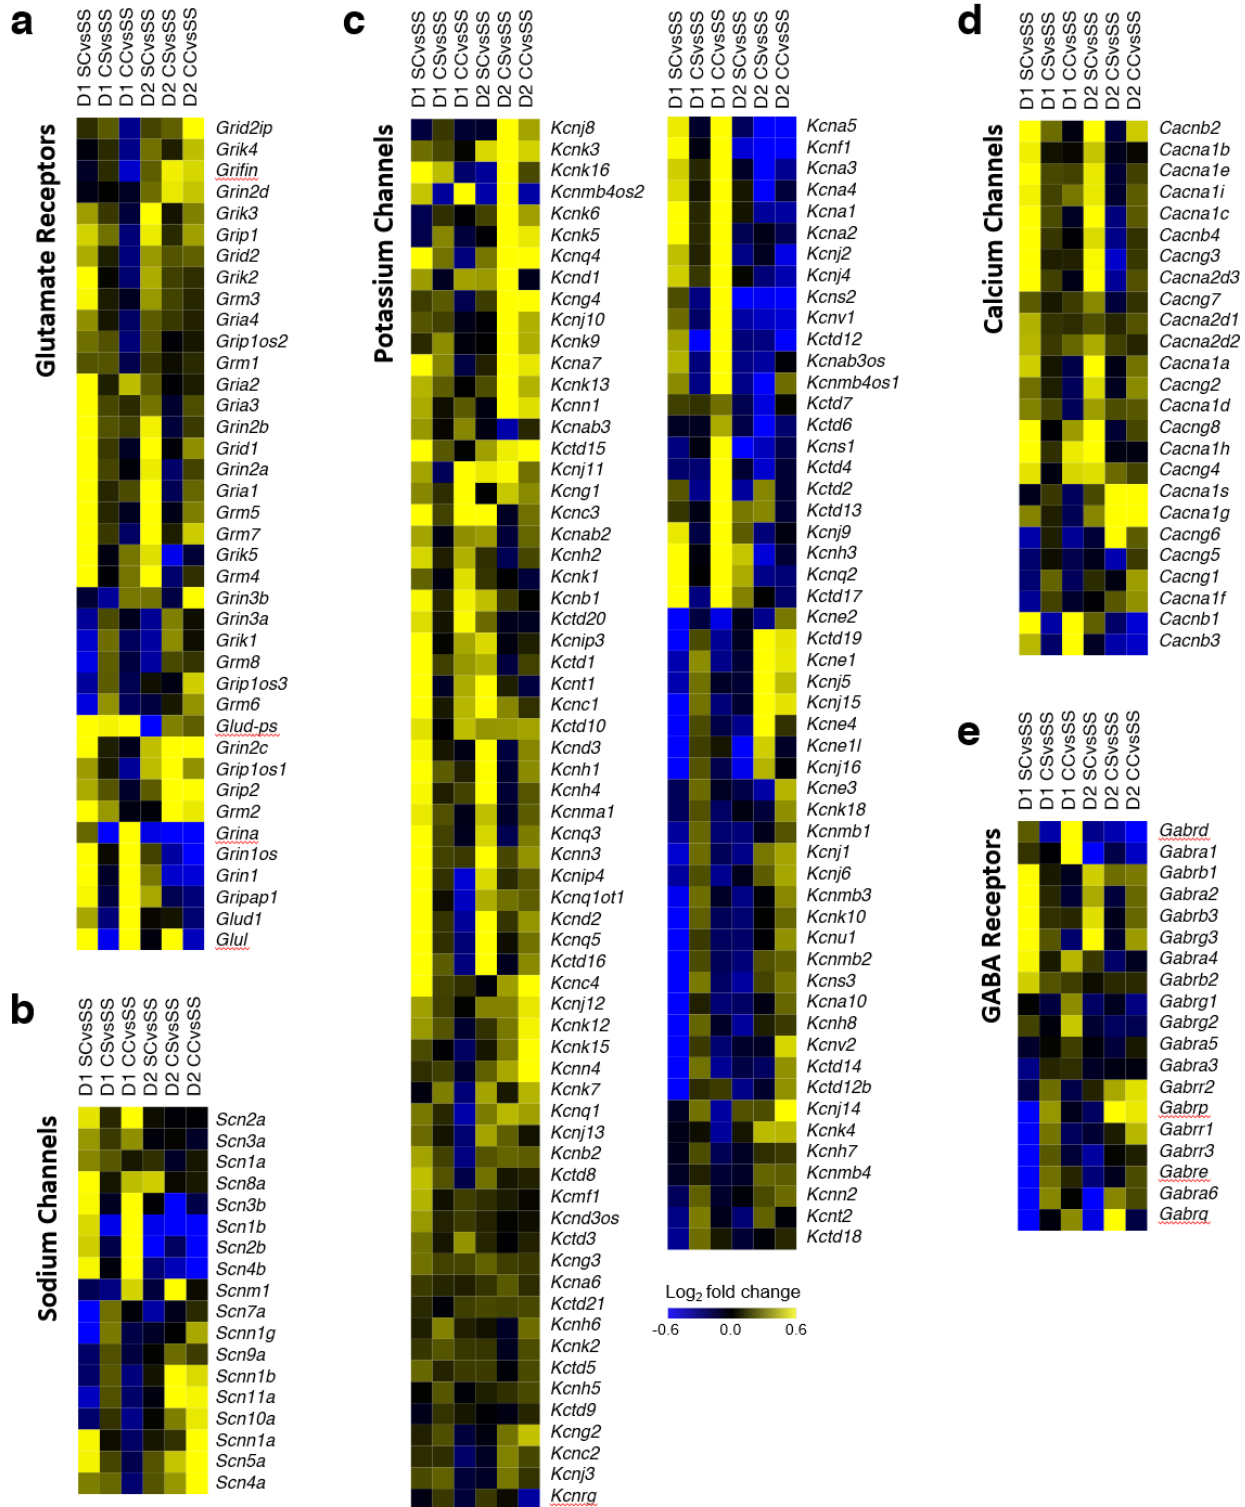 a
D1 SCvsSS
D1 CSvsSS
D1 CCvsSS
D2 SCvsSS
D2 CSvsSS
D2 CCvsSS
Glutamate Receptors
Grid2ip
Grik4
Grifin
Grin2d
Grik3
Grip1
Grid2
Grik2
Grm3
Gria4
Grip1os2
Grm1
Gria2
Gria3
Grin2b
Grid1
Grin2a
Gria1
Grm5
Grm7
Grik5
Grm4
Grin3b
Grin3a
Grik1
Grm8
Grip1os3
Grm6
Glud-ps
Grin2c
Grip1os1
Grip2
Grm2
Grina
Grin1os
Grin1
Gripap1
Glud1
Glul
b
D1 SCvsSS
D1 CSvsSS
D1 CCvsSS
D2 SCvsSS
D2 CSvsSS
D2 CCvsSS
Sodium Channels
Scn2a
Scn3a
Scn1a
Scn8a
Scn3b
Scn1b
Scn2b
Scn4b
Scnm1
Scn7a
Scnn1g
Scn9a
Scnn1b
Scn11a
Scn10a
Scnn1a
Scn5a
Scn4a
c
D1 SCvsSS
D1 CSvsSS
D1 CCvsSS
D2 SCvsSS
D2 CSvsSS
D2 CCvsSS
Potassium Channels
Kcnj8
Kcnk3
Kcnk16
Kcnmb4os2
Kcnk6
Kcnk5
Kcnq4
Kcnd1
Kcng4
Kcnj10
Kcnk9
Kcna7
Kcnk13
Kcnn1
Kcnab3
Kctd15
Kcnj11
Kcng1
Kcnc3
Kcnab2
Kcnh2
Kcnk1
Kcnb1
Kctd20
Kcnip3
Kctd1
Kcnt1
Kcnc1
Kctd10
Kcnd3
Kcnh1
Kcnh4
Kcnma1
Kcnq3
Kcnn3
Kcnip4
Kcnq1ot1
Kcnd2
Kcnq5
Kctd16
Kcnc4
Kcnj12
Kcnk12
Kcnk15
Kcnn4
Kcnk7
Kcnq1
Kcnj13
Kcnb2
Kctd8
Kcmf1
Kcnd3os
Kctd3
Kcng3
Kcna6
Kctd21
Kcnh6
Kcnk2
Kctd5
Kcnh5
Kctd9
Kcng2
Kcnc2
Kcnj3
Kcnrg
D1 SCvsSS
D1 CSvsSS
D1 CCvsSS
D2 SCvsSS
D2 CSvsSS
D2 CCvsSS
Kcna5
Kcnf1
Kcna3
Kcna4
Kcna1
Kcna2
Kcnj2
Kcnj4
Kcns2
Kcnv1
Kctd12
Kcnab3os
Kcnmb4os1
Kctd7
Kctd6
Kcns1
Kctd4
Kctd2
Kctd13
Kcnj9
Kcnh3
Kcnq2
Kctd17
Kcne2
Kctd19
Kcne1
Kcnj5
Kcnj15
Kcne4
Kcne1l
Kcnj16
Kcne3
Kcnk18
Kcnmb1
Kcnj1
Kcnj6
Kcnmb3
Kcnk10
Kcnu1
Kcnmb2
Kcns3
Kcna10
Kcnh8
Kcnv2
Kctd14
Kctd12b
Kcnj14
Kcnk4
Kcnh7
Kcnmb4
Kcnn2
Kcnt2
Kctd18
Log2 fold change
-0.6 0.0 0.6
d
D1 SCvsSS
D1 CSvsSS
D1 CCvsSS
D2 SCvsSS
D2 CSvsSS
D2 CCvsSS
Calcium Channels
Cacnb2
Cacna1b
Cacna1e
Cacna1i
Cacna1c
Cacnb4
Cacng3
Cacna2d3
Cacng7
Cacna2d1
Cacna2d2
Cacna1a
Cacng2
Cacna1d
Cacng8
Cacna1h
Cacng4
Cacna1s
Cacna1g
Cacng6
Cacng5
Cacng1
Cacna1f
Cacnb1
Cacnb3
e
D1 SCvsSS
D1 CSvsSS
D1 CCvsSS
D2 SCvsSS
D2 CSvsSS
D2 CCvsSS
GABA Receptors
Gabrd
Gabra1
Gabrb1
Gabra2
Gabrb3
Gabrg3
Gabra4
Gabrb2
Gabrg1
Gabrg2
Gabra5
Gabra3
Gabrr2
Gabrp
Gabrr1
Gabrr3
Gabre
Gabra6
Gabrq